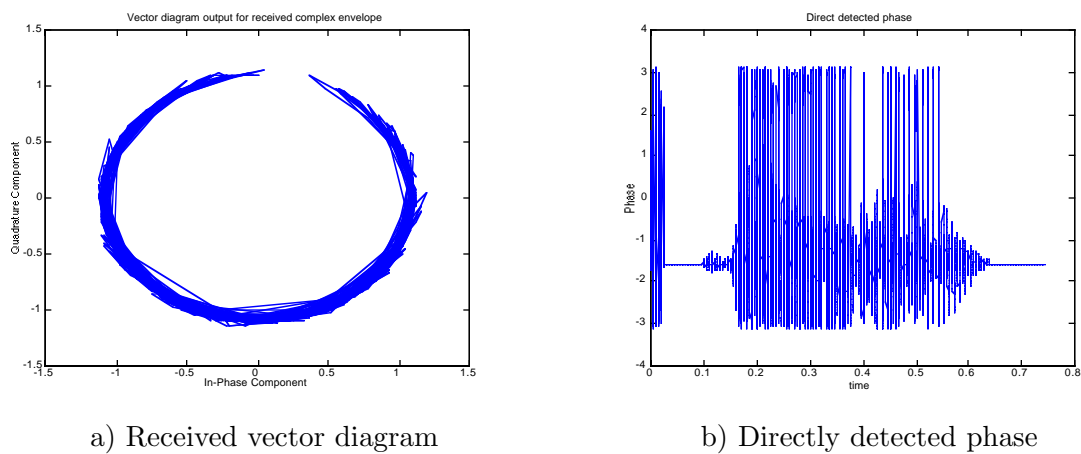 Vector diagram output for received complex envelope
1.5
1
0.5
0
-0.5
-1
-1.5
Quadrature Component
-1.5 -1 -0.5 0 0.5 1 1.5
In-Phase Component
a) Received vector diagram
Direct detected phase
4
3
2
1
0
-1
-2
-3
-4
Phase
0 0.1 0.2 0.3 0.4 0.5 0.6 0.7 0.8
time
b) Directly detected phase